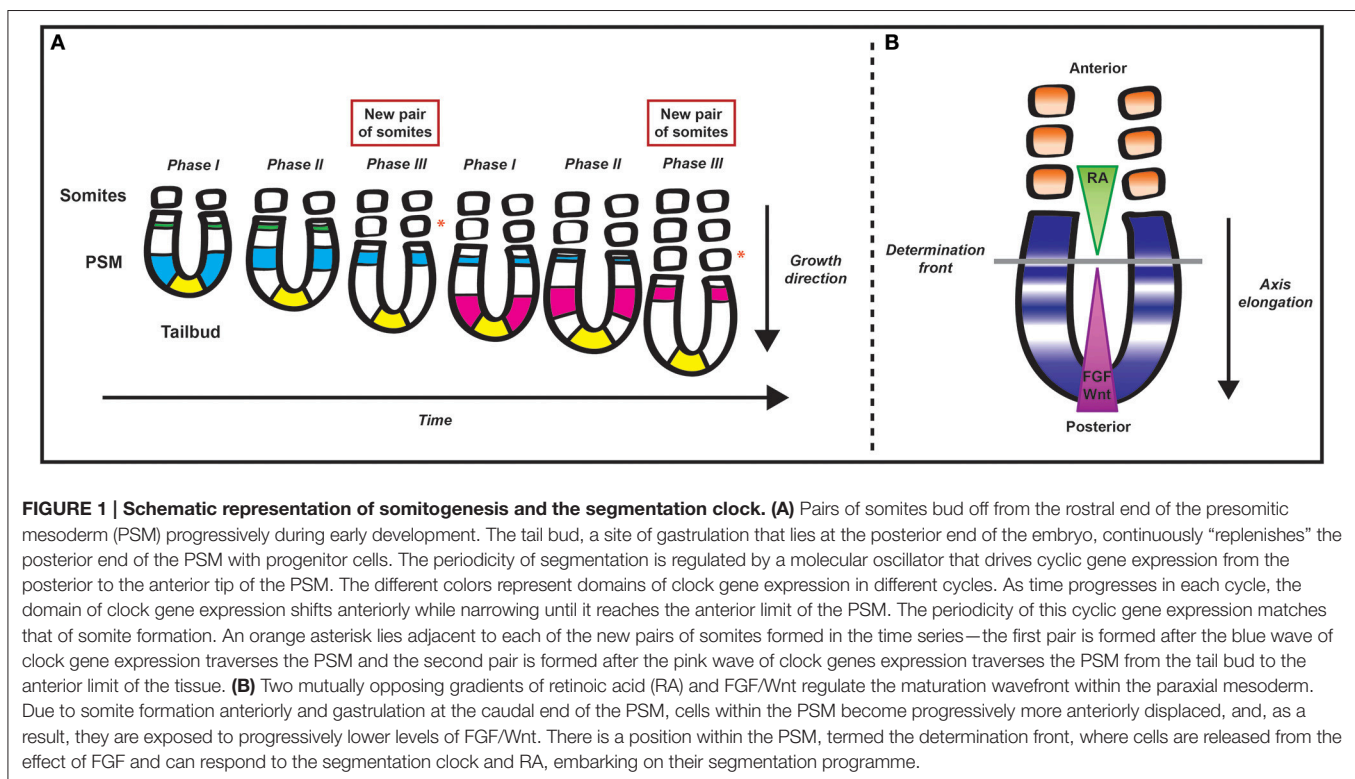 A
B
Anterior
New pair
of somites
New pair
of somites
Phase I
Phase II
Phase III
Phase I
Phase II
Phase III
Somites
*
RA
PSM
*
Growth
direction
Determination
front
Axis
elongation
Tailbud
FGF
Wnt
Time
Posterior
FIGURE 1 | Schematic representation of somitogenesis and the segmentation clock. (A) Pairs of somites bud off from the rostral end of the presomitic
mesoderm (PSM) progressively during early development. The tail bud, a site of gastrulation that lies at the posterior end of the embryo, continuously “replenishes” the
posterior end of the PSM with progenitor cells. The periodicity of segmentation is regulated by a molecular oscillator that drives cyclic gene expression from the
posterior to the anterior tip of the PSM. The different colors represent domains of clock gene expression in different cycles. As time progresses in each cycle, the
domain of clock gene expression shifts anteriorly while narrowing until it reaches the anterior limit of the PSM. The periodicity of this cyclic gene expression matches
that of somite formation. An orange asterisk lies adjacent to each of the new pairs of somites formed in the time series—the first pair is formed after the blue wave of
clock gene expression traverses the PSM and the second pair is formed after the pink wave of clock genes expression traverses the PSM from the tail bud to the
anterior limit of the tissue. (B) Two mutually opposing gradients of retinoic acid (RA) and FGF/Wnt regulate the maturation wavefront within the paraxial mesoderm.
Due to somite formation anteriorly and gastrulation at the caudal end of the PSM, cells within the PSM become progressively more anteriorly displaced, and, as a
result, they are exposed to progressively lower levels of FGF/Wnt. There is a position within the PSM, termed the determination front, where cells are released from the
effect of FGF and can respond to the segmentation clock and RA, embarking on their segmentation programme.